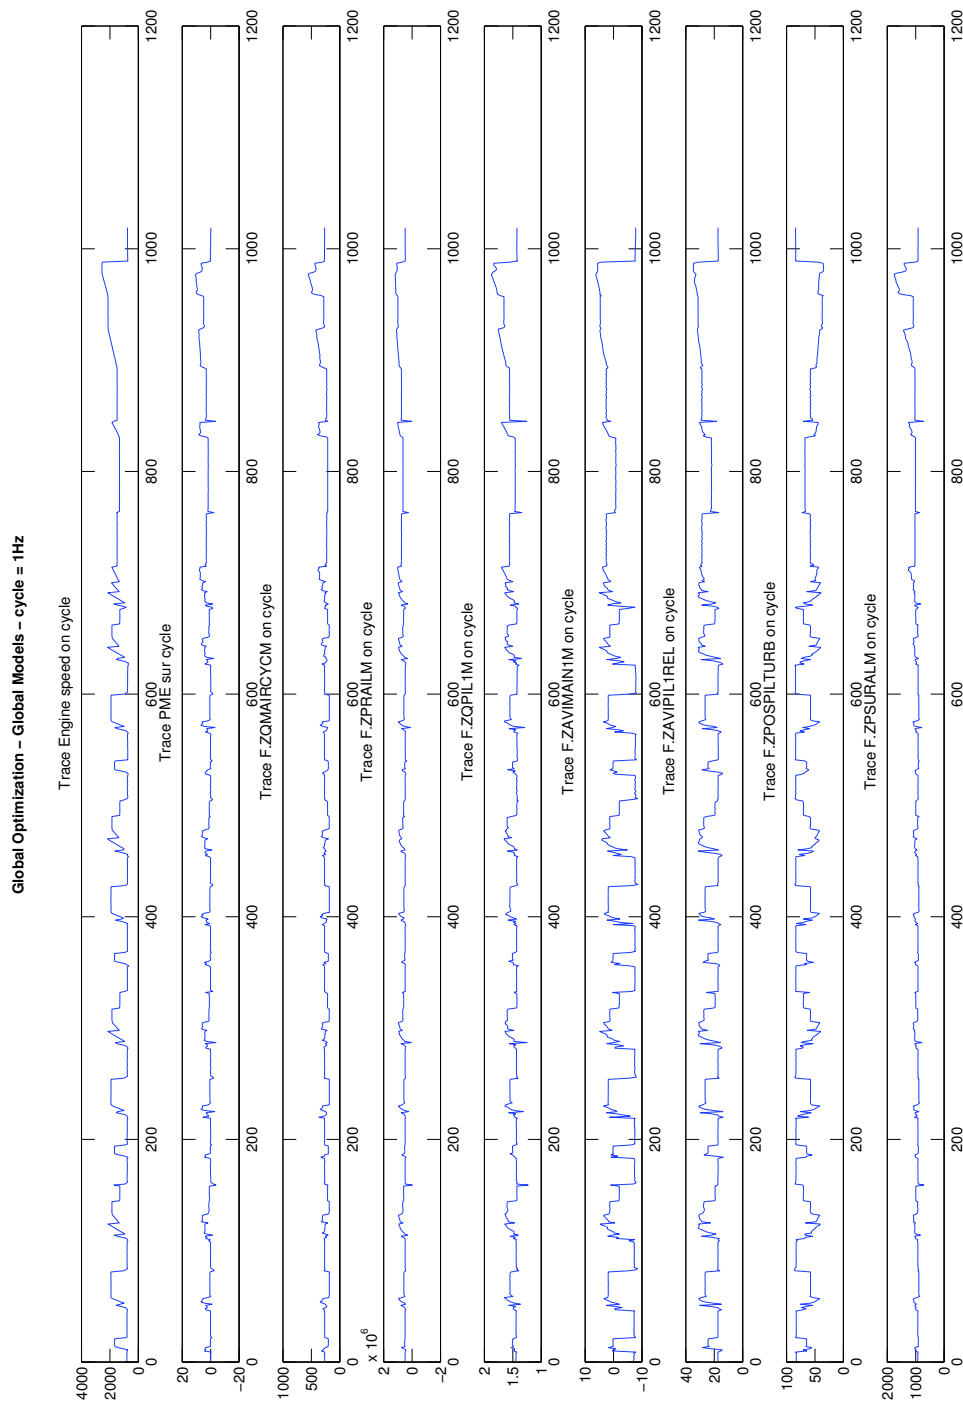 Global Optimization − Global Models − cycle = 1Hz
Trace Engine speed on cycle
4000
2000
0
0 200 400 600 800 1000 1200
Trace PME sur cycle
20
0
−20
0 200 400 600 800 1000 1200
Trace F.ZQMAIRCYCM on cycle
1000
500
0
0 200 400 600 800 1000 1200
Trace F.ZPRAILM on cycle
x 10^6
2
0
−2
0 200 400 600 800 1000 1200
Trace F.ZQPIL1M on cycle
2
1.5
1
0 200 400 600 800 1000 1200
Trace F.ZAVIMAIN1M on cycle
10
0
−10
0 200 400 600 800 1000 1200
Trace F.ZAVIPIL1REL on cycle
40
20
0
0 200 400 600 800 1000 1200
Trace F.ZPOSPILTURB on cycle
100
50
0
0 200 400 600 800 1000 1200
Trace F.ZPSURALM on cycle
2000
1000
0
0 200 400 600 800 1000 1200